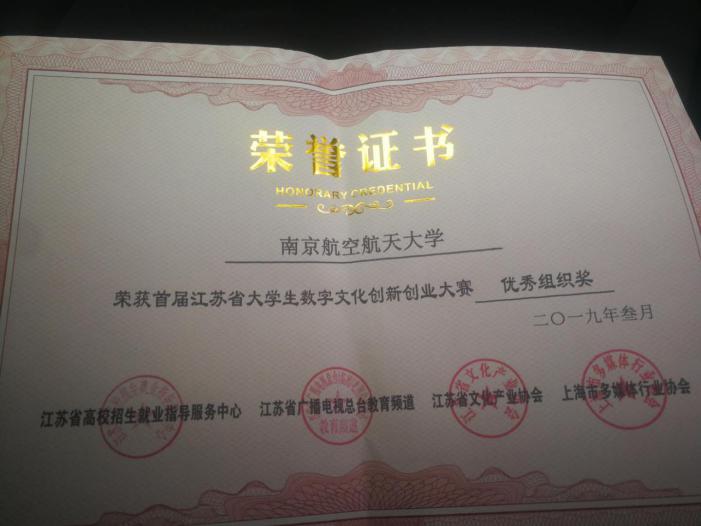 荣誉证书
HONORARY CREDENTIAL
南京航空航天大学
荣获首届江苏省大学生数字文化创新创业大赛 优秀组织奖
二〇一九年叁月
江苏省高校招生就业指导服务中心 江苏省广播电视总台教育频道 江苏省文化产业协会 上海市多媒体行业协会
教育频道